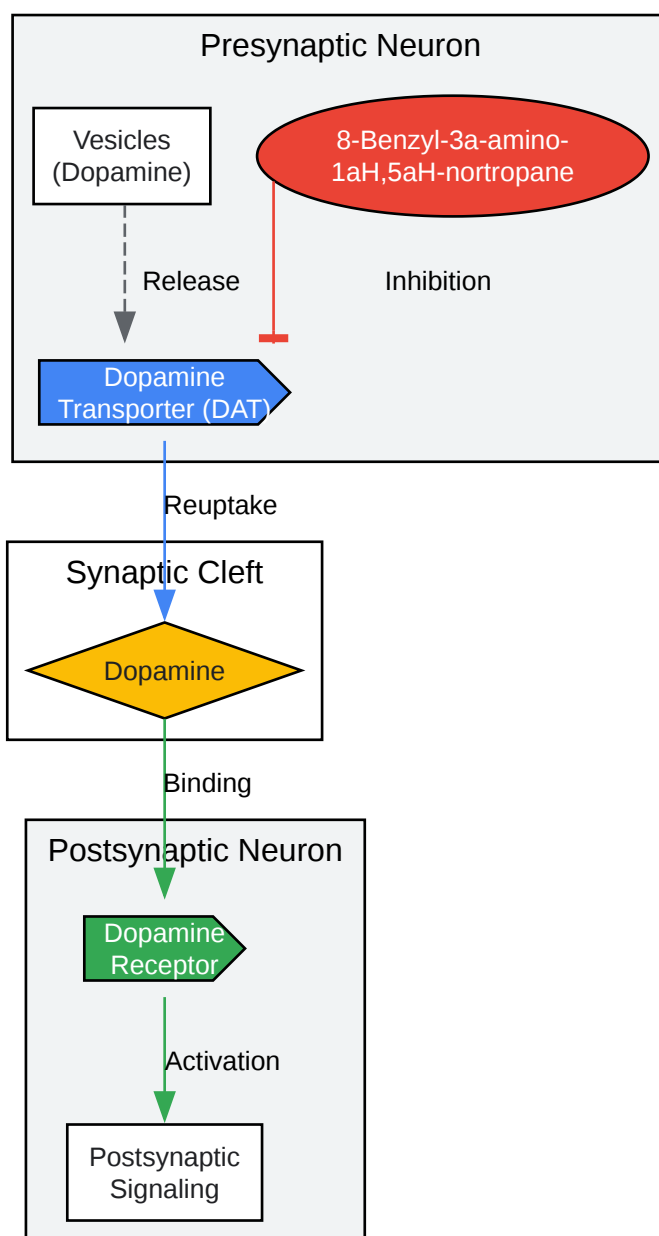 Presynaptic Neuron
Vesicles
(Dopamine)
8-Benzyl-3a-amino-
1aH,5aH-nortropane
Release
Inhibition
Dopamine
Transporter (DAT)
Reuptake
Synaptic Cleft
Dopamine
Binding
Postsynaptic Neuron
Dopamine
Receptor
Activation
Postsynaptic
Signaling